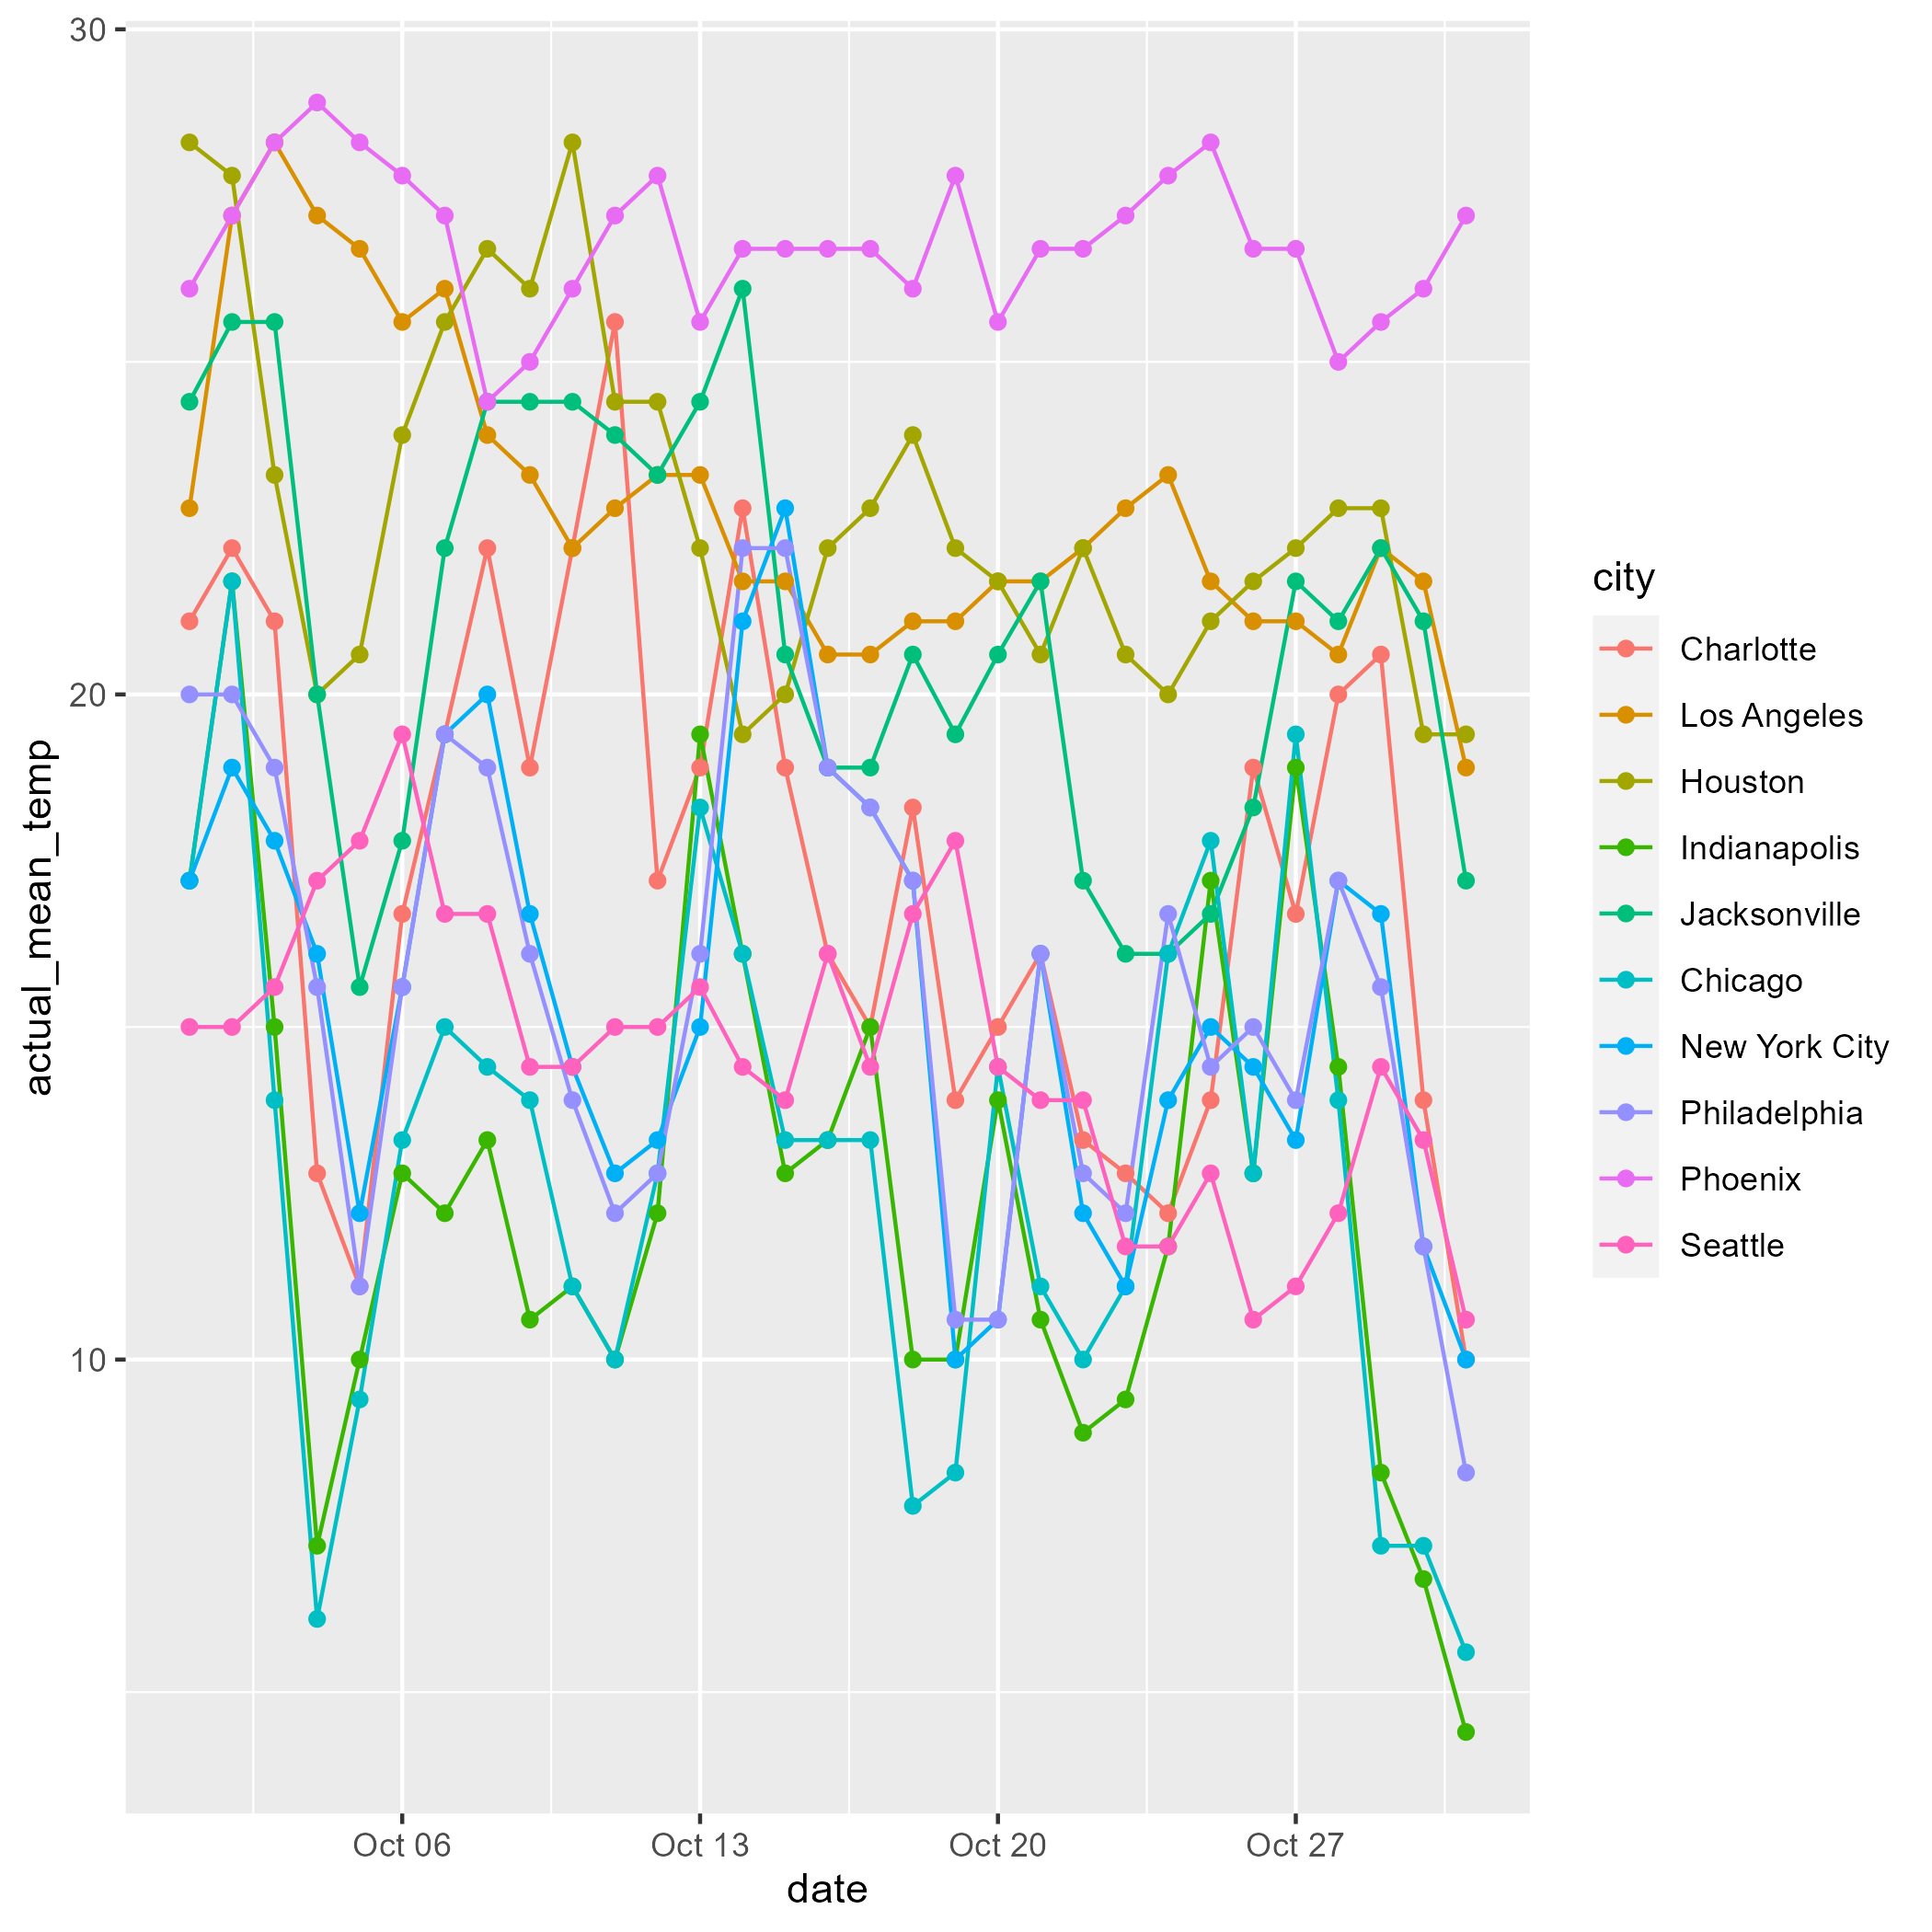 30
20
10
actual_mean_temp
Oct 06
Oct 13
Oct 20
Oct 27
date
city
Charlotte
Los Angeles
Houston
Indianapolis
Jacksonville
Chicago
New York City
Philadelphia
Phoenix
Seattle